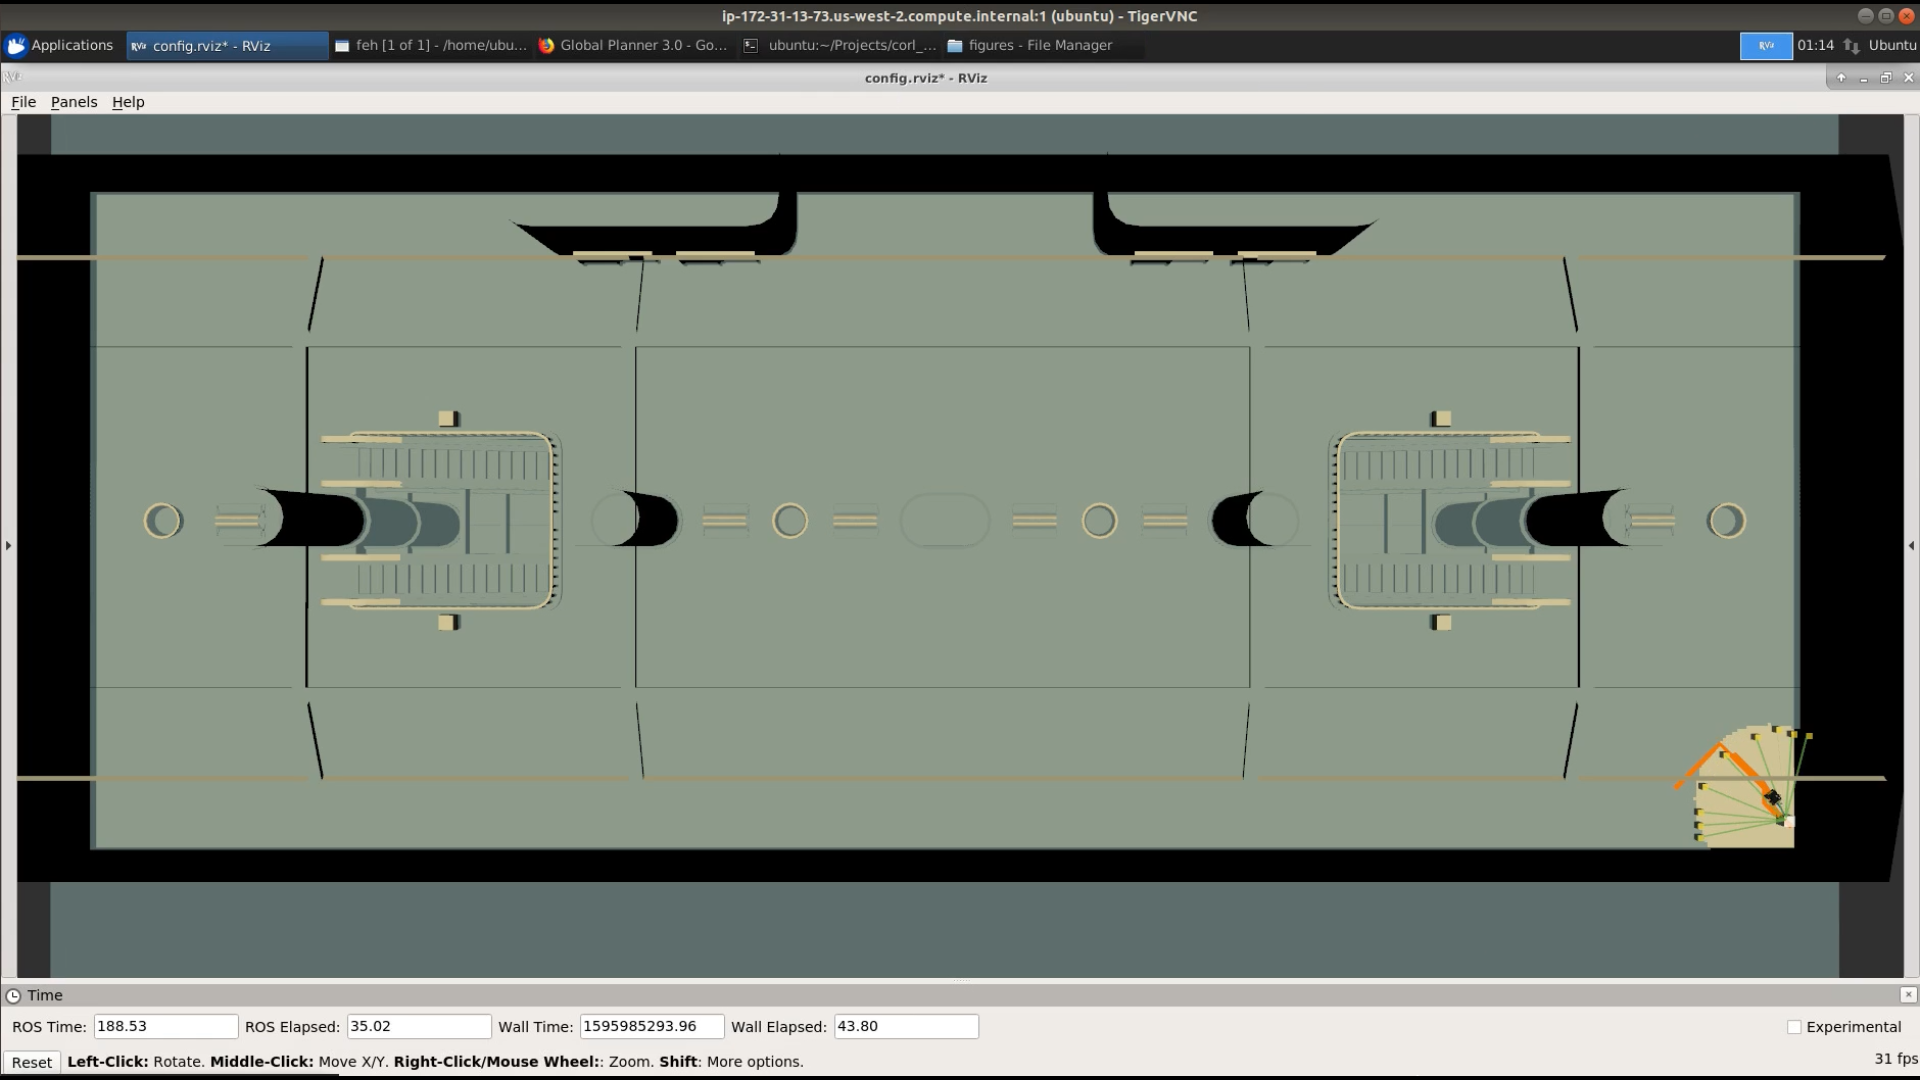 ip-172-31-13-73.us-west-2.compute.internal:1 (ubuntu) - TigerVNC
Applications config.rviz* - RViz feh [1 of 1] - /home/ubu... Global Planner 3.0 - Go... ubuntu:~/Projects/corl_... figures - File Manager 01:14 Ubuntu
config.rviz* - RViz
File Panels Help
Time
ROS Time: 188.53 ROS Elapsed: 35.02 Wall Time: 1595985293.96 Wall Elapsed: 43.80 Experimental
Reset Left-Click: Rotate. Middle-Click: Move X/Y. Right-Click/Mouse Wheel:: Zoom. Shift: More options. 31 fps